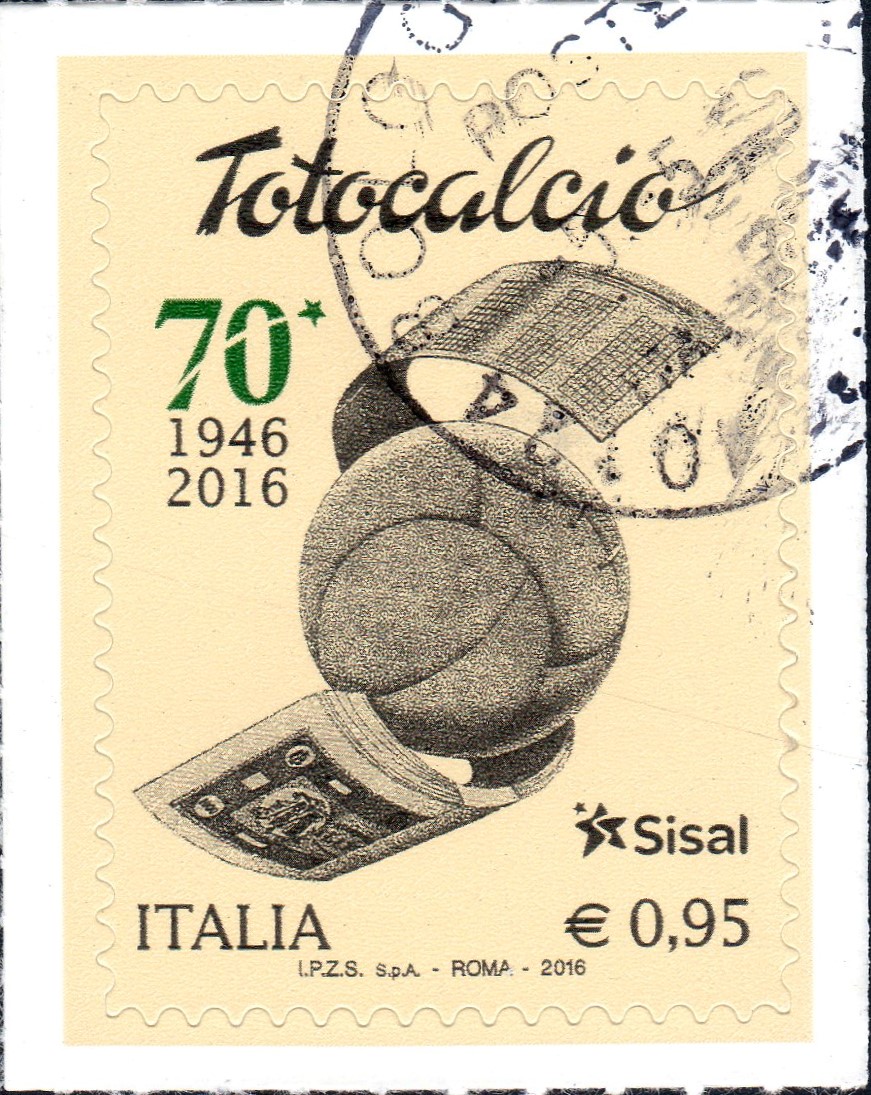 Totocalcio
70
1946
2016
Sisal
ITALIA
€ 0,95
I.P.Z.S. S.p.A. - ROMA - 2016